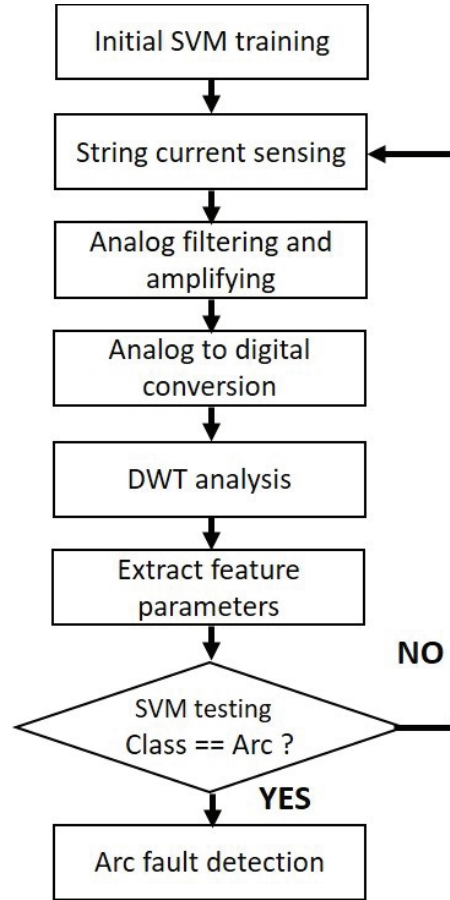 Initial SVM training
String current sensing
Analog filtering and
amplifying
Analog to digital
conversion
DWT analysis
Extract feature
parameters
NO
SVM testing
Class == Arc ?
YES
Arc fault detection